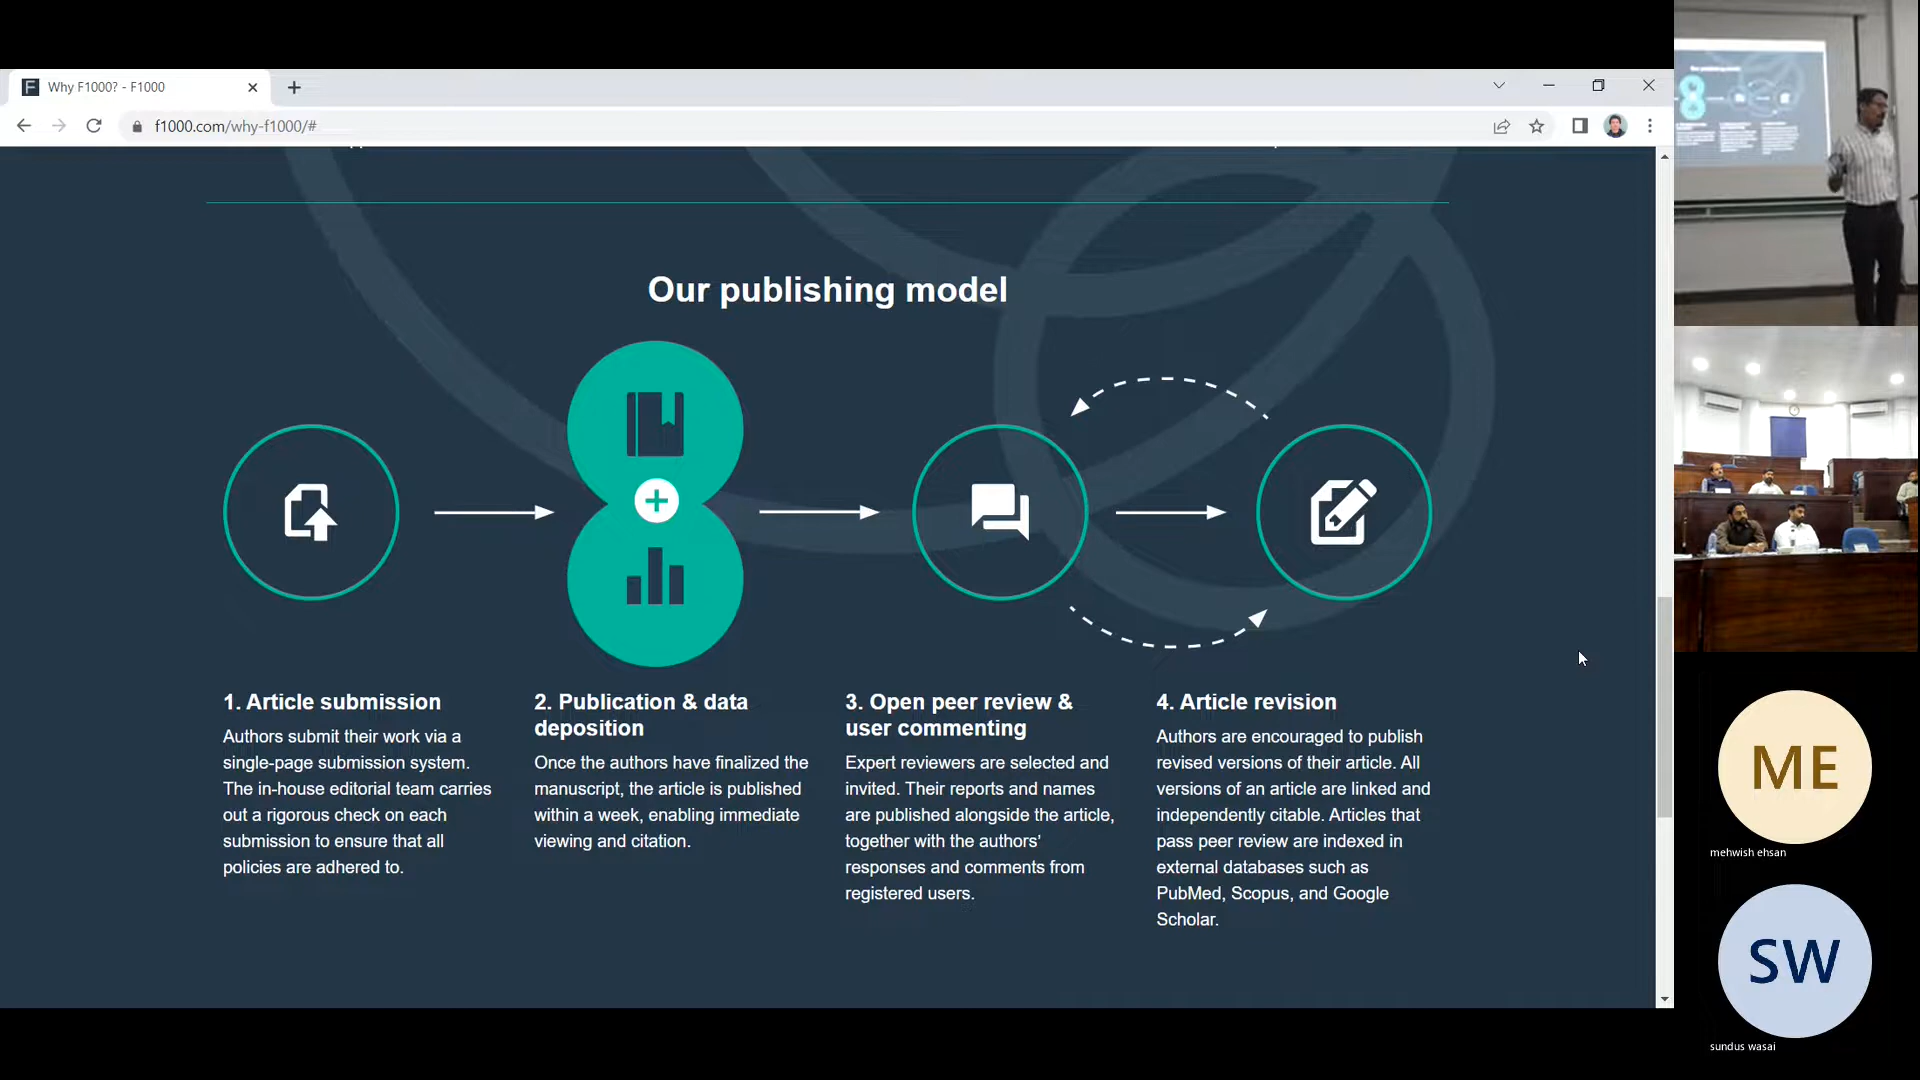 Why F1000? - F1000
f1000.com/why-f1000/#
Our publishing model
1. Article submission
Authors submit their work via a
single-page submission system.
The in-house editorial team carries
out a rigorous check on each
submission to ensure that all
policies are adhered to.
2. Publication & data
deposition
Once the authors have finalized the
manuscript, the article is published
within a week, enabling immediate
viewing and citation.
3. Open peer review &
user commenting
Expert reviewers are selected and
invited. Their reports and names
are published alongside the article,
together with the authors’
responses and comments from
registered users.
4. Article revision
Authors are encouraged to publish
revised versions of their article. All
versions of an article are linked and
independently citable. Articles that
pass peer review are indexed in
external databases such as
PubMed, Scopus, and Google
Scholar.
Our publishing model
ME
mehwish ehsan
SW
sundus wasai